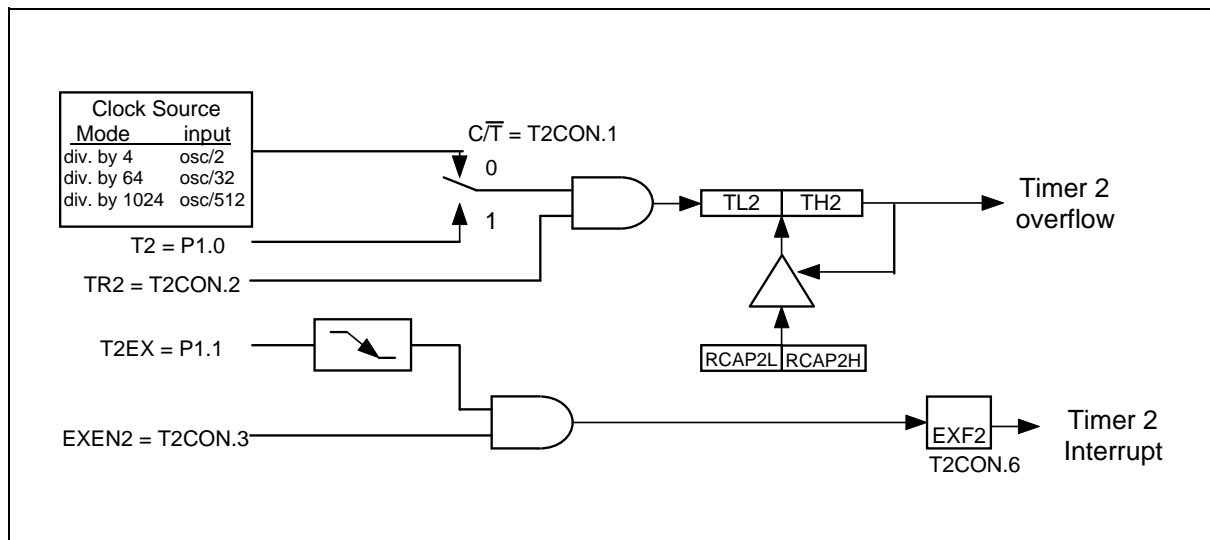 Clock Source
Mode input
div. by 4 osc/2
div. by 64 osc/32
div. by 1024 osc/512
C/T̅ = T2CON.1
0
1
T2 = P1.0
TR2 = T2CON.2
TL2 TH2
Timer 2
overflow
T2EX = P1.1
RCAP2L RCAP2H
EXEN2 = T2CON.3
EXF2
T2CON.6
Timer 2
Interrupt